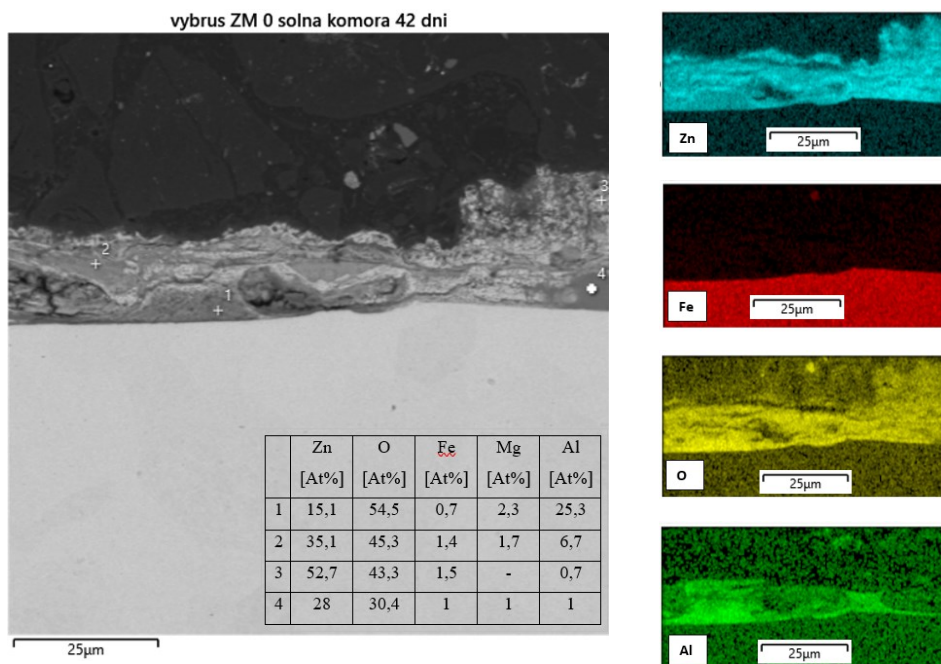 vybrus ZM 0 solna komora 42 dni
3
2
4
1
Zn O Fe Mg Al
[At%] [At%] [At%] [At%] [At%]
1 15,1 54,5 0,7 2,3 25,3
2 35,1 45,3 1,4 1,7 6,7
3 52,7 43,3 1,5 - 0,7
4 28 30,4 1 1 1
25µm
Zn 25µm
Fe 25µm
O 25µm
Al 25µm